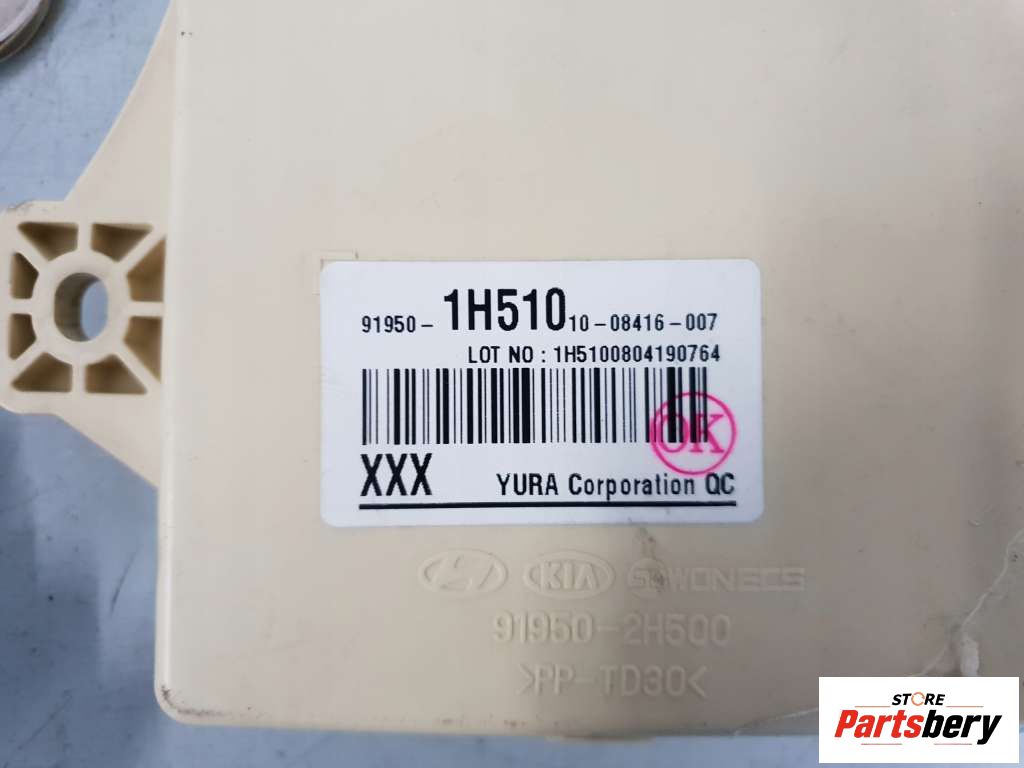 91950- 1H510 10-08416-007
LOT NO : 1H5100804190764
OK
XXX YURA Corporation QC
KIA
91950-2H500
>PP-TD30<
STORE
Partsbery